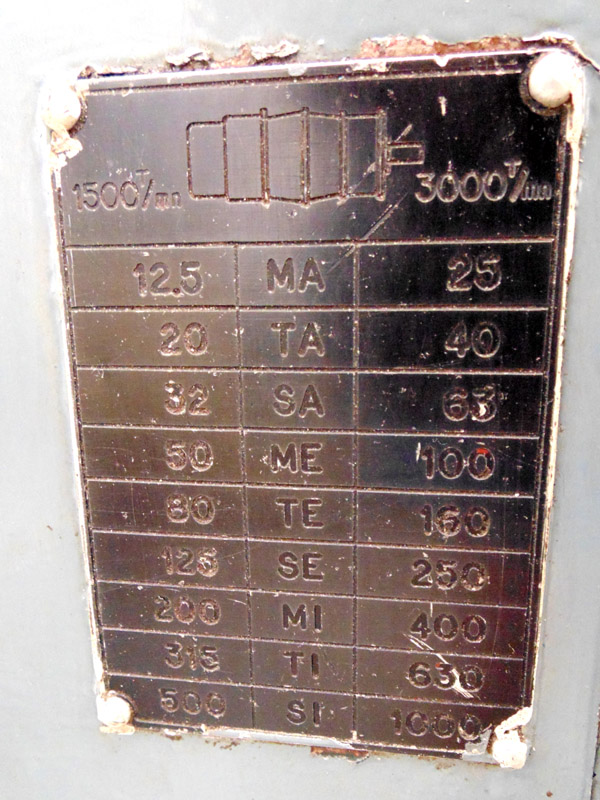 1500T/mn 3000T/mn
12.5 MA 25
20 TA 40
32 SA 63
50 ME 100
80 TE 160
125 SE 250
200 MI 400
315 TI 630
500 SI 1000